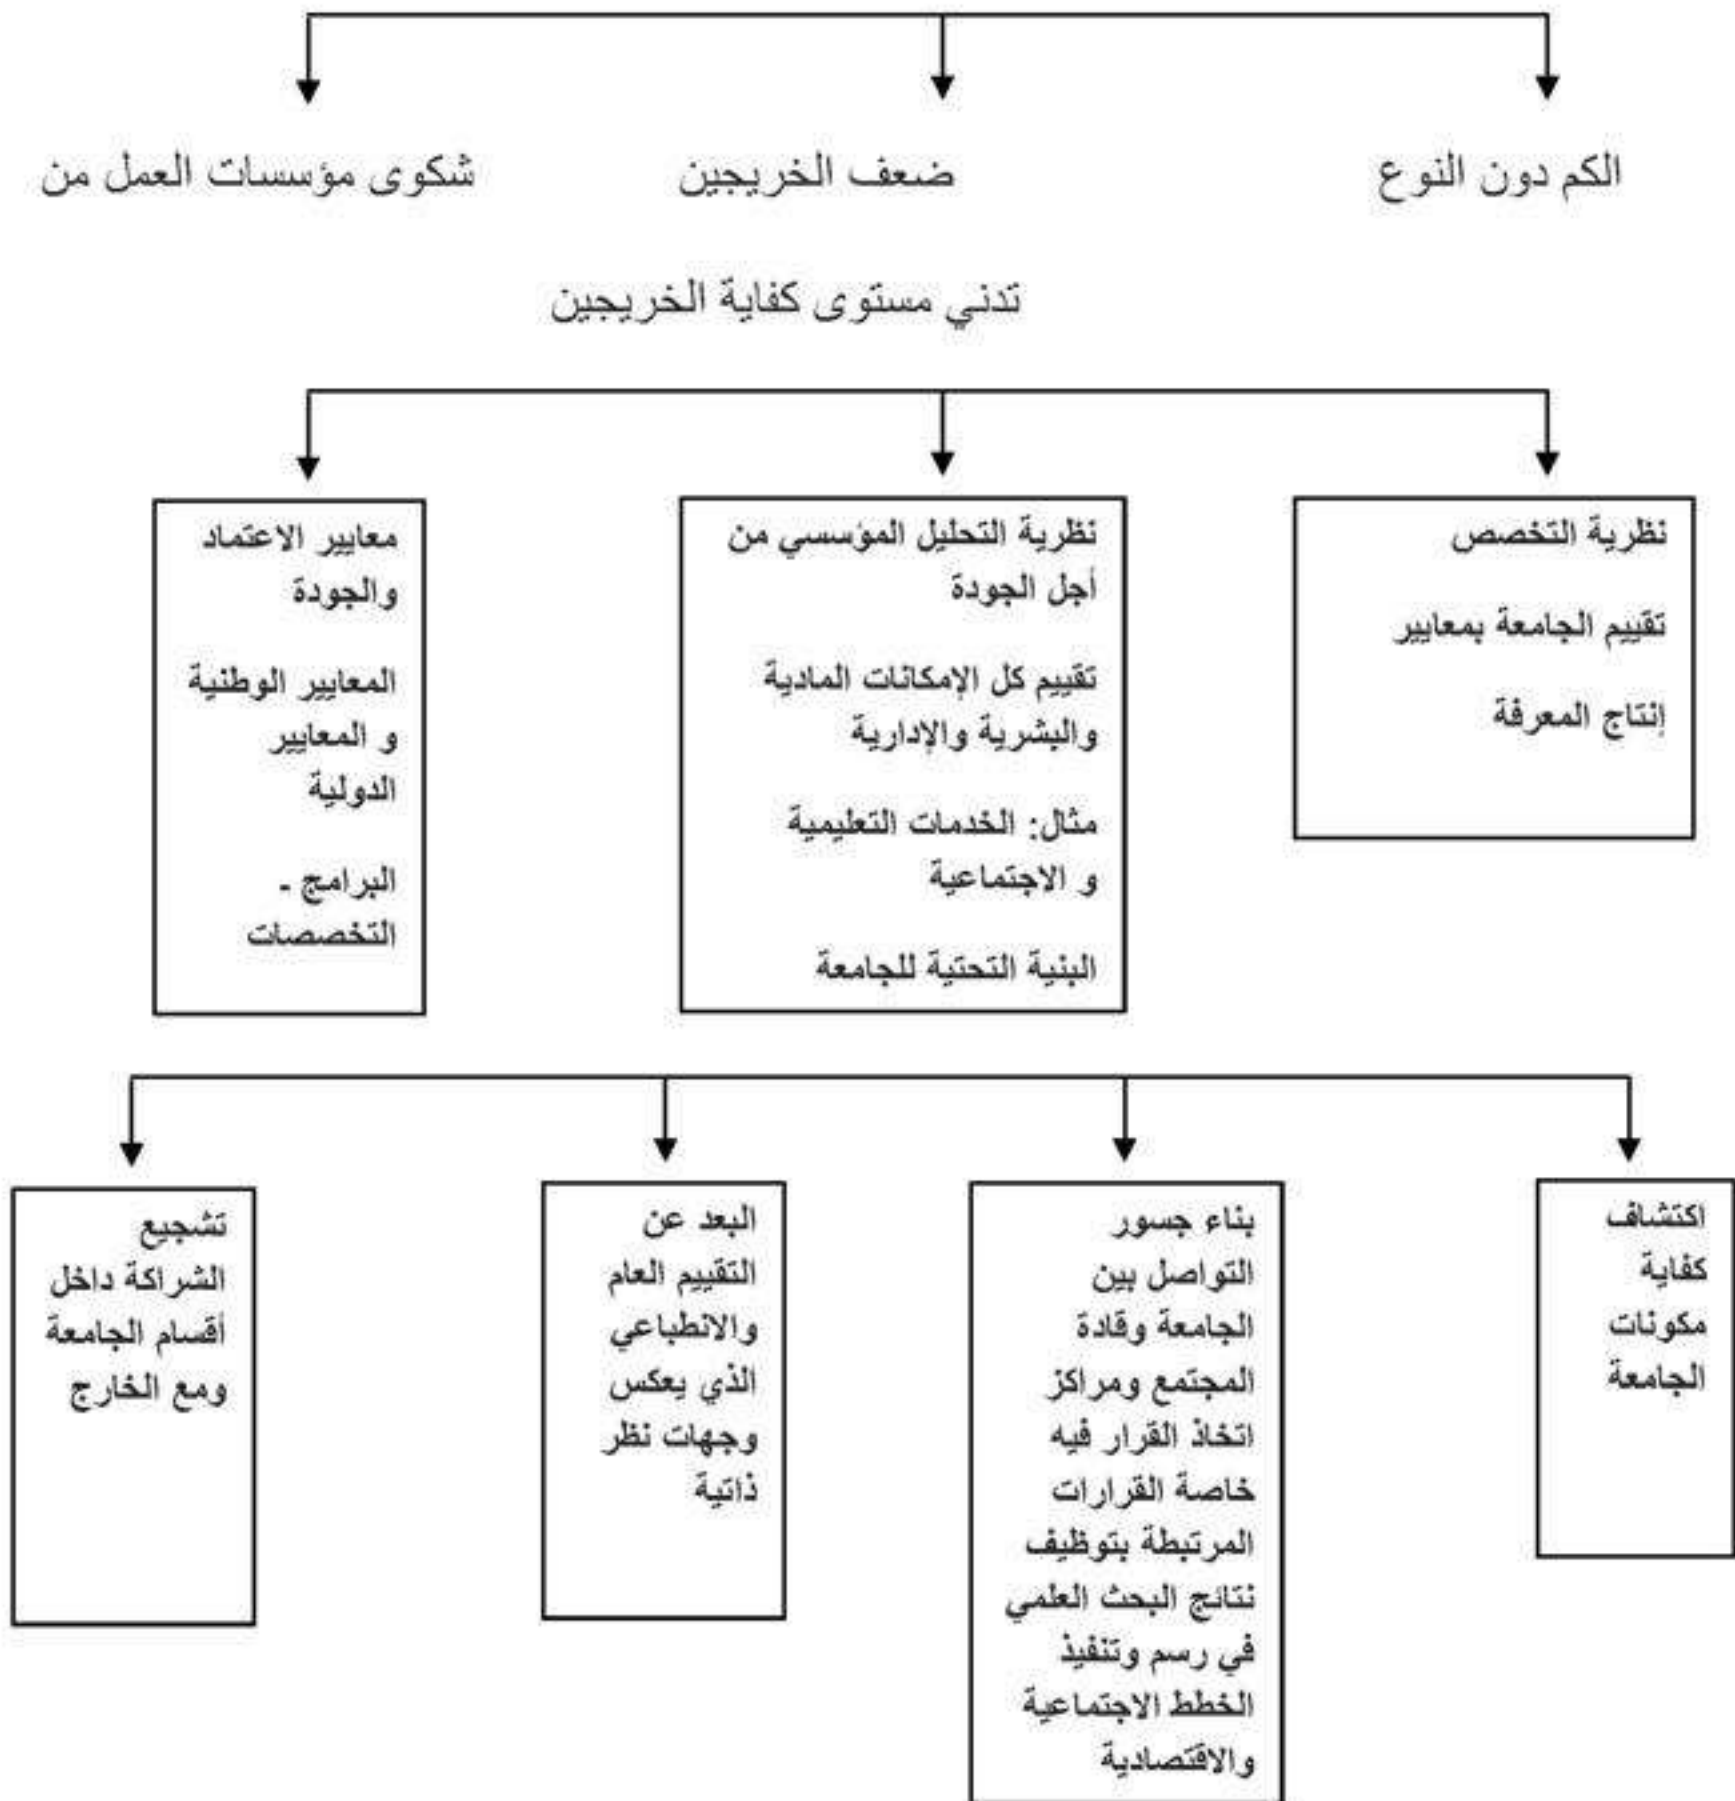 الكم دون النوع
ضعف الخريجين
شكوى مؤسسات العمل من
تدني مستوى كفاية الخريجين
نظرية التخصص
تقييم الجامعة بمعايير
إنتاج المعرفة
نظرية التحليل المؤسسي من
أجل الجودة
تقييم كل الإمكانات المادية
والبشرية والإدارية
مثال: الخدمات التعليمية
و الاجتماعية
البنية التحتية للجامعة
معايير الاعتماد
والجودة
المعايير الوطنية
و المعايير
الدولية
البرامج -
التخصصات
اكتشاف
كفاية
مكونات
الجامعة
بناء جسور
التواصل بين
الجامعة وقادة
المجتمع ومراكز
اتخاذ القرار فيه
خاصة القرارات
المرتبطة بتوظيف
نتائج البحث العلمي
في رسم وتنفيذ
الخطط الاجتماعية
والاقتصادية
البعد عن
التقييم العام
والانطباعي
الذي يعكس
وجهات نظر
ذاتية
تشجيع
الشراكة داخل
أقسام الجامعة
ومع الخارج